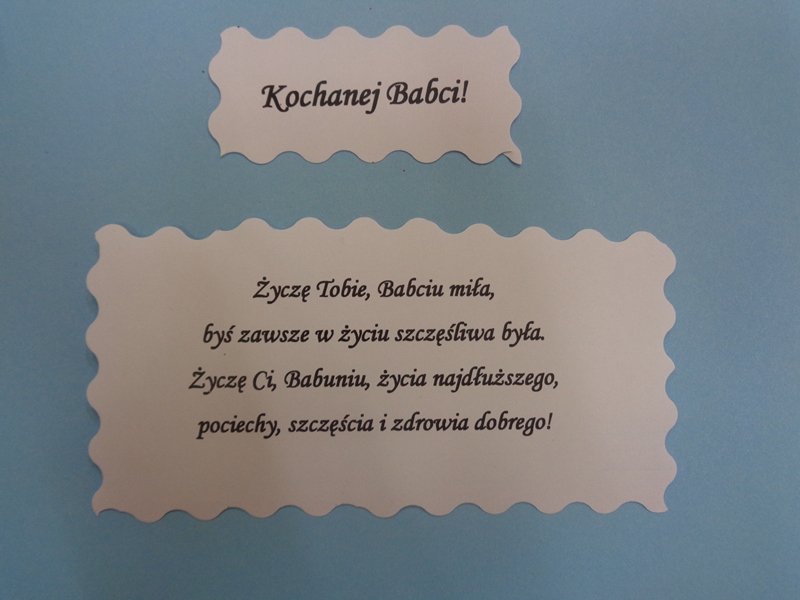 Kochanej Babci!
Życzę Tobie, Babciu miła,
byś zawsze w życiu szczęśliwa była.
Życzę Ci, Babuniu, życia najdłuższego,
pociechy, szczęścia i zdrowia dobrego!